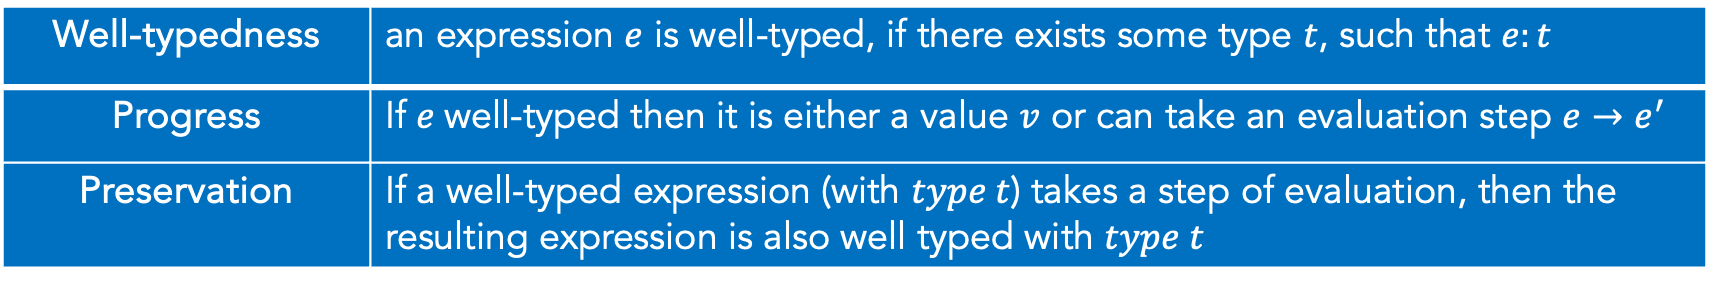 Well-typedness
an expression e is well-typed, if there exists some type t, such that e: t
Progress
If e well-typed then it is either a value v or can take an evaluation step e → e′
Preservation
If a well-typed expression (with type t) takes a step of evaluation, then the
resulting expression is also well typed with type t